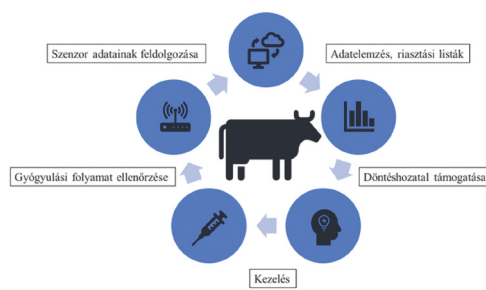 Szenzor adatainak feldolgozása
Adatelemzés, riasztási listák
Gyógyulási folyamat ellenőrzése
Döntéshozatal támogatása
Kezelés